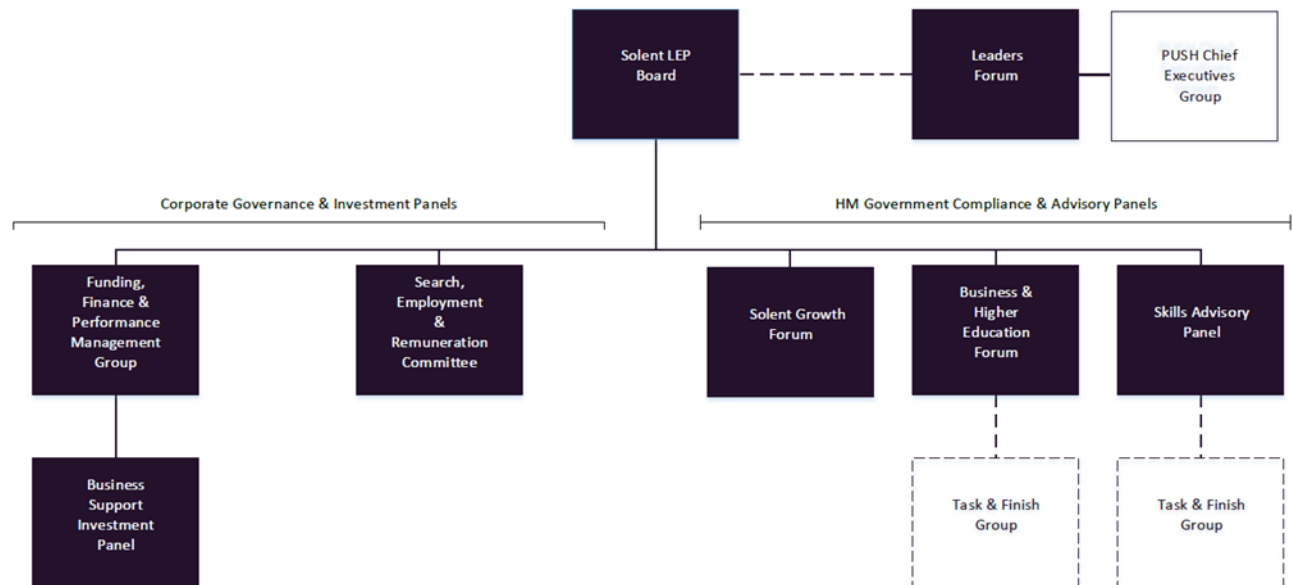 Solent LEP
Board
Leaders
Forum
PUSH Chief
Executives
Group
Corporate Governance & Investment Panels
HM Government Compliance & Advisory Panels
Funding,
Finance &
Performance
Management
Group
Search,
Employment
&
Remuneration
Committee
Solent Growth
Forum
Business &
Higher
Education
Forum
Skills Advisory
Panel
Business
Support
Investment
Panel
Task & Finish
Group
Task & Finish
Group